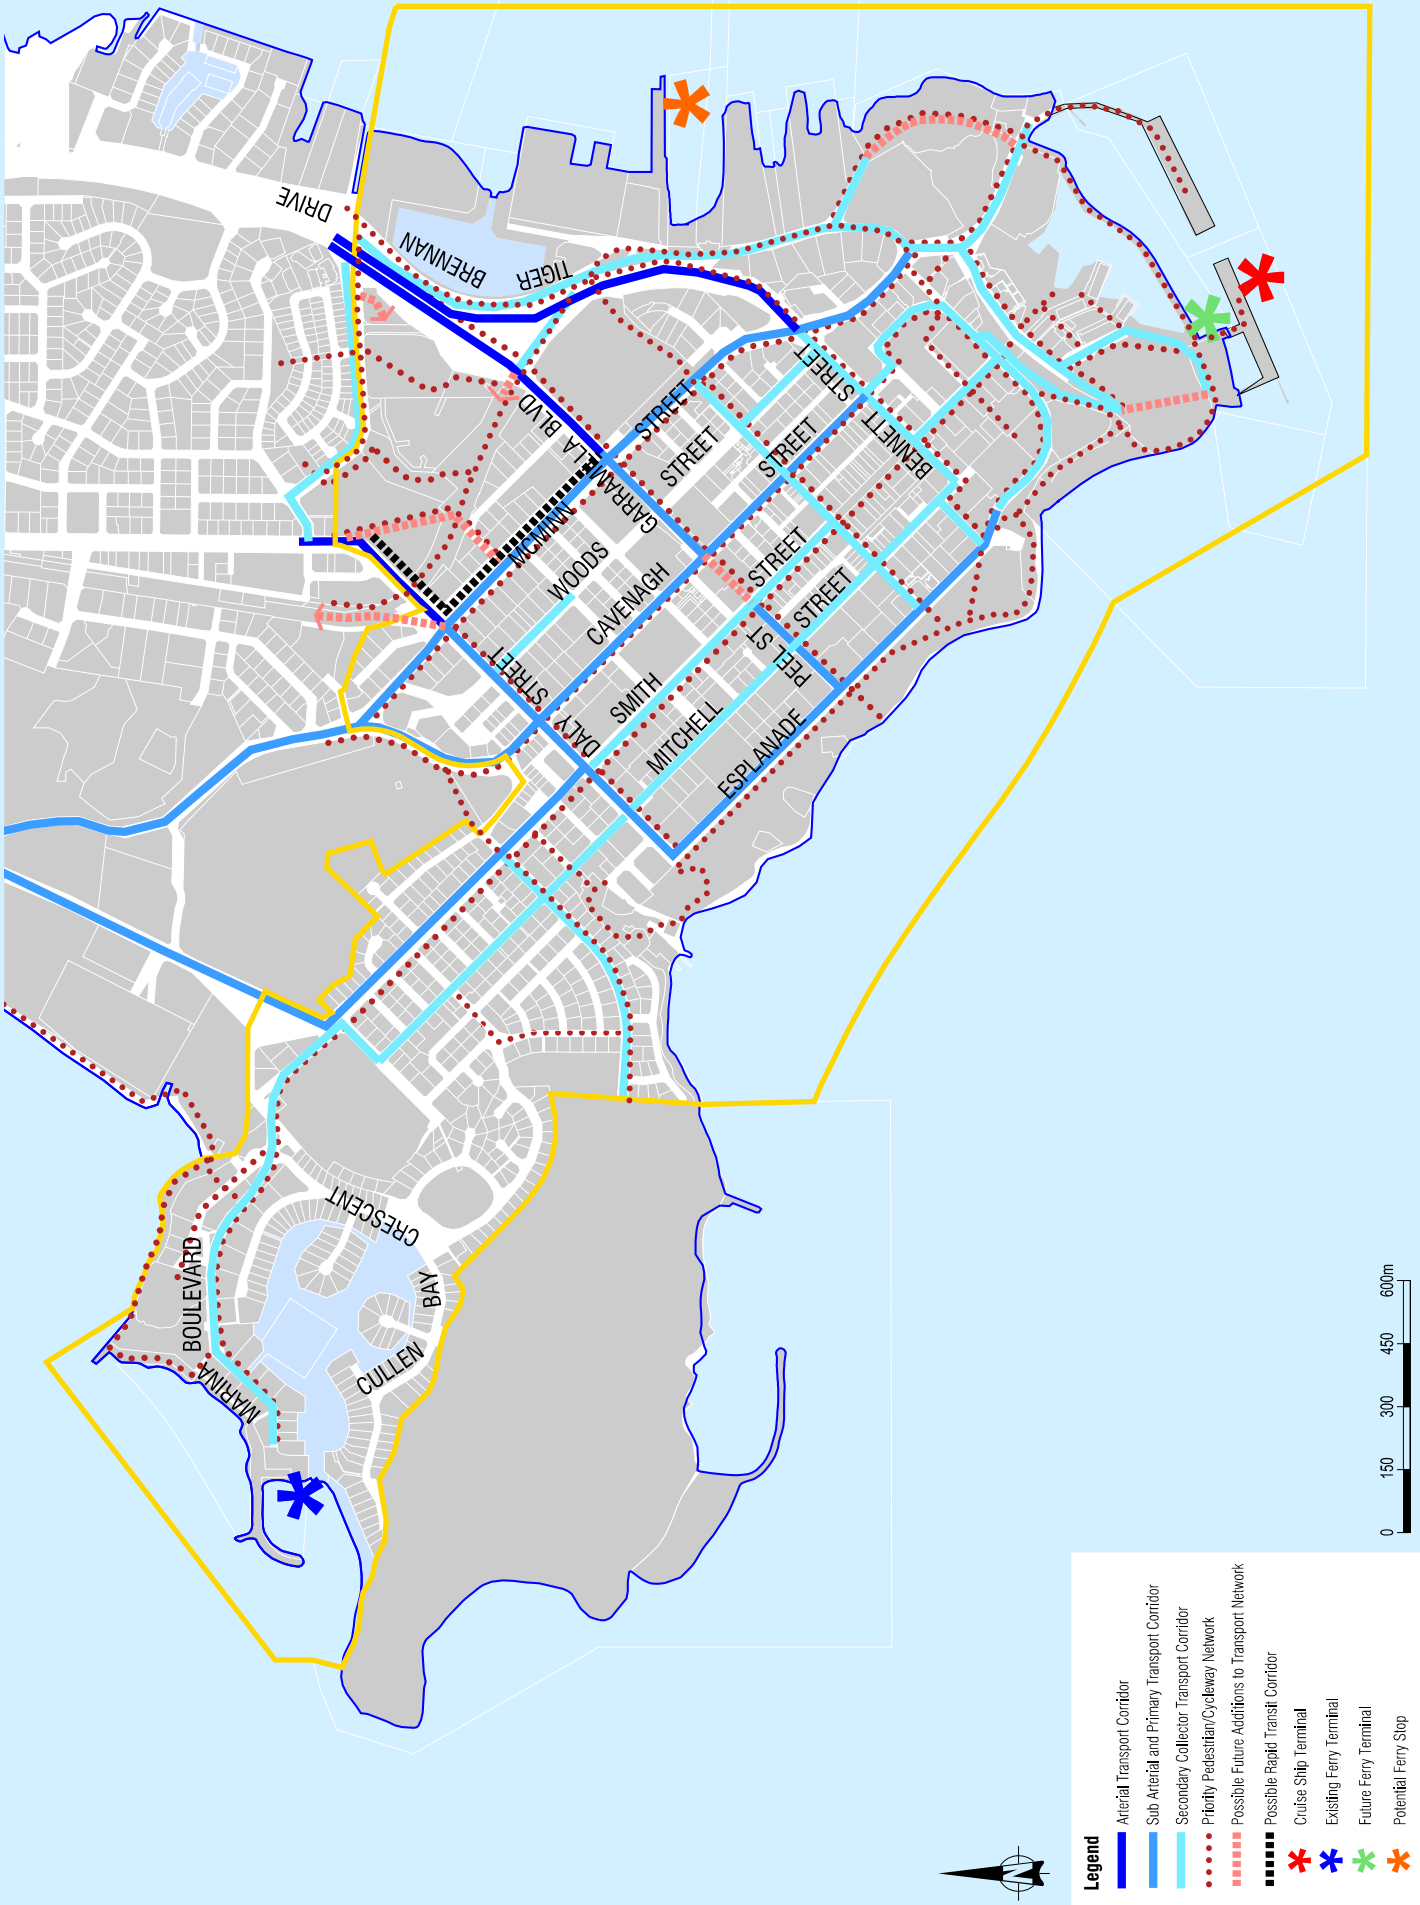 DRIVE
BRENNAN
TIGER
BLVD
GARRAMILLA
STREET
STREET
STREET
STREET
BENNETT
MCMINN
WOODS
CAVENAGH
STREET
STREET
PEEL ST
STREET
DALY
SMITH
MITCHELL
ESPLANADE
CRESCENT
BAY
CULLEN
BOULEVARD
MARINA
0 150 300 450 600m
N
Legend
Arterial Transport Corridor
Sub Arterial and Primary Transport Corridor
Secondary Collector Transport Corridor
Priority Pedestrian/Cycleway Network
Possible Future Additions to Transport Network
Possible Rapid Transit Corridor
Cruise Ship Terminal
Existing Ferry Terminal
Future Ferry Terminal
Potential Ferry Stop